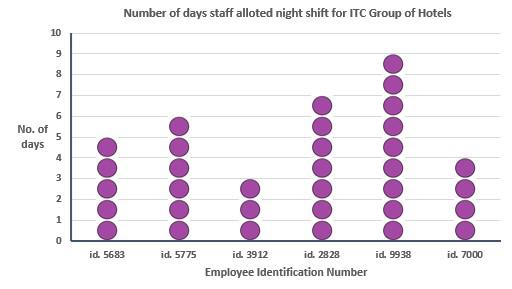 Number of days staff alloted night shift for ITC Group of Hotels
10
9
8
7
6
5
4
3
2
1
0
No. of
days
id. 5683 id. 5775 id. 3912 id. 2828 id. 9938 id. 7000
Employee Identification Number